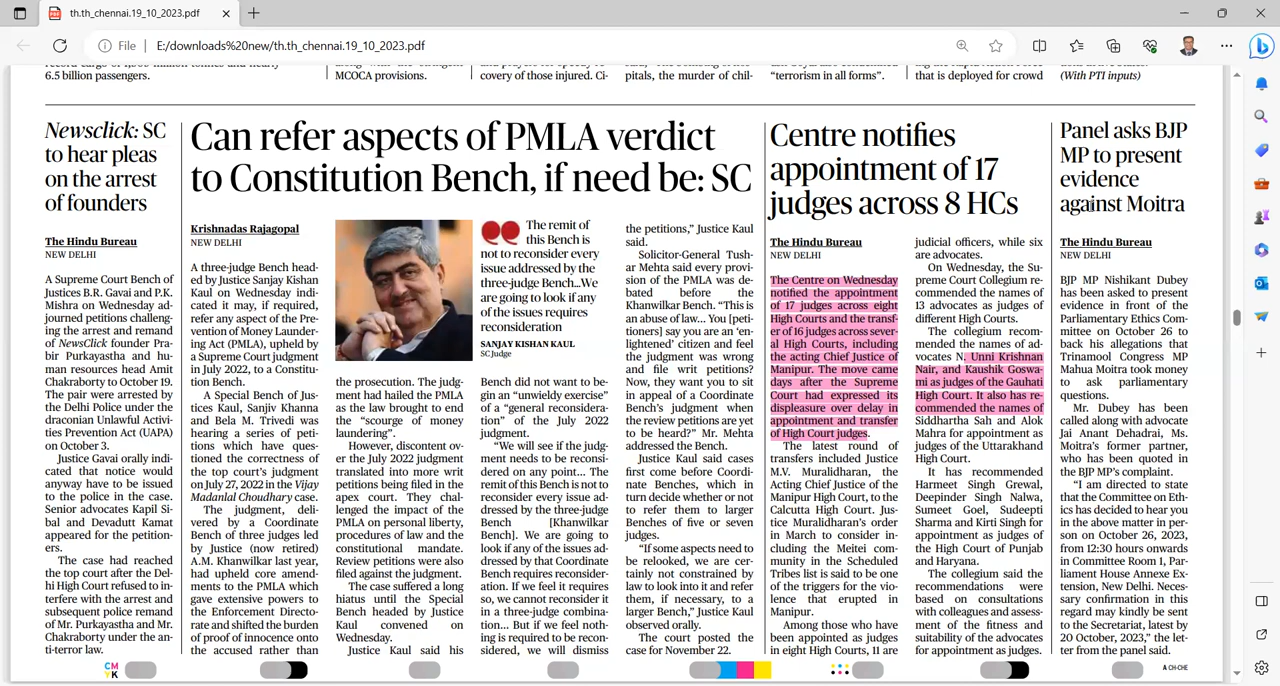 th.th_chennai.19_10_2023.pdf
File
E:/downloads%20new/th.th_chennai.19_10_2023.pdf
6.5 billion passengers.
MCOCA provisions.
covery of those injured. Ci-
pitals, the murder of chil-
“terrorism in all forms”.
that is deployed for crowd
(With PTI inputs)
Newsclick: SC
to hear pleas
on the arrest
of founders
The Hindu Bureau
NEW DELHI
A Supreme Court Bench of
Justices B.R. Gavai and P.K.
Mishra on Wednesday ad-
journed petitions challeng-
ing the arrest and remand
of NewsClick founder Pra-
bir Purkayastha and hu-
man resources head Amit
Chakraborty to October 19.
The pair were arrested by
the Delhi Police under the
draconian Unlawful Activi-
ties Prevention Act (UAPA)
on October 3.
Justice Gavai orally indi-
cated that notice would
anyway have to be issued
to the police in the case.
Senior advocates Kapil Si-
bal and Devadutt Kamat
appeared for the petition-
ers.
The case had reached
the top court after the Del-
hi High Court refused to in-
terfere with the arrest and
subsequent police remand
of Mr. Purkayastha and Mr.
Chakraborty under the an-
ti-terror law.
Can refer aspects of PMLA verdict
to Constitution Bench, if need be: SC
Krishnadas Rajagopal
NEW DELHI
A three-judge Bench head-
ed by Justice Sanjay Kishan
Kaul on Wednesday indi-
cated it may, if required,
refer any aspect of the Pre-
vention of Money Launder-
ing Act (PMLA), upheld by
a Supreme Court judgment
in July 2022, to a Constitu-
tion Bench.
A Special Bench of Jus-
tices Kaul, Sanjiv Khanna
and Bela M. Trivedi was
hearing a series of peti-
tions which have ques-
tioned the correctness of
the top court’s judgment
on July 27, 2022 in the Vijay
Madanlal Choudhary case.
The judgment, deli-
vered by a Coordinate
Bench of three judges led
by Justice (now retired)
A.M. Khanwilkar last year,
had upheld core amend-
ments to the PMLA which
gave extensive powers to
the Enforcement Directo-
rate and shifted the burden
of proof of innocence onto
the accused rather than
the prosecution. The judg-
ment had hailed the PMLA
as the law brought to end
the “scourge of money
laundering”.
However, discontent ov-
er the July 2022 judgment
translated into more writ
petitions being filed in the
apex court. They chal-
lenged the impact of the
PMLA on personal liberty,
procedures of law and the
constitutional mandate.
Review petitions were also
filed against the judgment.
The case suffered a long
hiatus until the Special
Bench headed by Justice
Kaul convened on
Wednesday.
Justice Kaul said his
The remit of
this Bench is
not to reconsider every
issue addressed by the
three-judge Bench...We
are going to look if any
of the issues requires
reconsideration
SANJAY KISHAN KAUL
SC Judge
Bench did not want to be-
gin an “unwieldy exercise”
of a “general reconsidera-
tion” of the July 2022
judgment.
“We will see if the judg-
ment needs to be reconsi-
dered on any point... The
remit of this Bench is not to
reconsider every issue ad-
dressed by the three-judge
Bench [Khanwilkar
Bench]. We are going to
look if any of the issues ad-
dressed by that Coordinate
Bench requires reconsider-
ation. If we feel it requires
so, we cannot reconsider it
in a three-judge combina-
tion... But if we feel noth-
ing is required to be recon-
sidered, we will dismiss
the petitions,” Justice Kaul
said.
Solicitor-General Tush-
ar Mehta said every provi-
sion of the PMLA was de-
bated before the
Khanwilkar Bench. “This is
an abuse of law... You [peti-
tioners] say you are an ‘en-
lightened’ citizen and feel
the judgment was wrong
and file writ petitions?
Now, they want you to sit
in appeal of a Coordinate
Bench’s judgment when
the review petitions are yet
to be heard?” Mr. Mehta
addressed the Bench.
Justice Kaul said cases
first come before Coordi-
nate Benches, which in
turn decide whether or not
to refer them to larger
Benches of five or seven
judges.
“If some aspects need to
be relooked, we are cer-
tainly not constrained by
law to look into it and refer
them, if necessary, to a
larger Bench,” Justice Kaul
observed orally.
The court posted the
case for November 22.
Centre notifies
appointment of 17
judges across 8 HCs
The Hindu Bureau
NEW DELHI
The Centre on Wednesday
notified the appointment
of 17 judges across eight
High Courts and the transf-
er of 16 judges across sever-
al High Courts, including
the acting Chief Justice of
Manipur. The move came
days after the Supreme
Court had expressed its
displeasure over delay in
appointment and transfer
of High Court judges.
The latest round of
transfers included Justice
M.V. Muralidharan, the
Acting Chief Justice of the
Manipur High Court, to the
Calcutta High Court. Jus-
tice Muralidharan’s order
in March to consider in-
cluding the Meitei com-
munity in the Scheduled
Tribes list is said to be one
of the triggers for the vio-
lence that erupted in
Manipur.
Among those who have
been appointed as judges
in eight High Courts, 11 are
judicial officers, while six
are advocates.
On Wednesday, the Su-
preme Court Collegium re-
commended the names of
13 advocates as judges of
different High Courts.
The collegium recom-
mended the names of ad-
vocates N. Unni Krishnan
Nair, and Kaushik Goswa-
mi as judges of the Gauhati
High Court. It also has re-
commended the names of
Siddhartha Sah and Alok
Mahra for appointment as
judges of the Uttarakhand
High Court.
It has recommended
Harmeet Singh Grewal,
Deepinder Singh Nalwa,
Sumeet Goel, Sudeepti
Sharma and Kirti Singh for
appointment as judges of
the High Court of Punjab
and Haryana.
The collegium said the
recommendations were
based on consultations
with colleagues and assess-
ment of the fitness and
suitability of the advocates
for appointment as judges.
Panel asks BJP
MP to present
evidence
against Moitra
The Hindu Bureau
NEW DELHI
BJP MP Nishikant Dubey
has been asked to present
evidence in front of the
Parliamentary Ethics Com-
mittee on October 26 to
back his allegations that
Trinamool Congress MP
Mahua Moitra took money
to ask parliamentary
questions.
Mr. Dubey has been
called along with advocate
Jai Anant Dehadrai, Ms.
Moitra’s former partner,
who has been quoted in
the BJP MP’s complaint.
“I am directed to state
that the Committee on Eth-
ics has decided to hear you
in the above matter in per-
son on October 26, 2023,
from 12:30 hours onwards
in Committee Room 1, Par-
liament House Annexe Ex-
tension, New Delhi. Neces-
sary confirmation in this
regard may kindly be sent
to the Secretariat, latest by
20 October, 2023,” the let-
ter from the panel said.
CM
YK
A CH-CHE